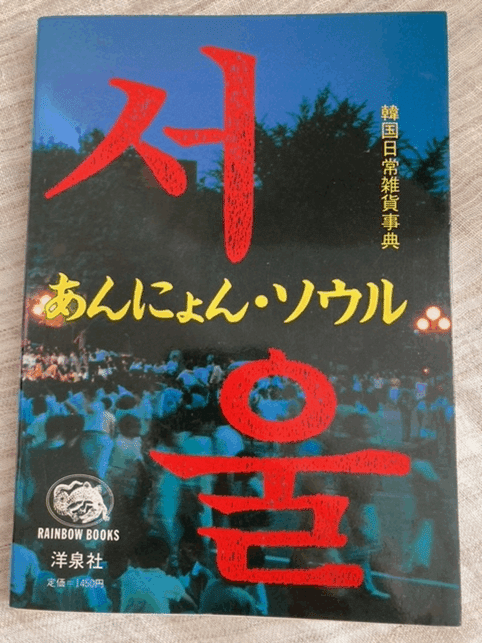 서울
韓国日常雑貨事典
あんにょん・ソウル
RAINBOW BOOKS
洋泉社
定価=1450円